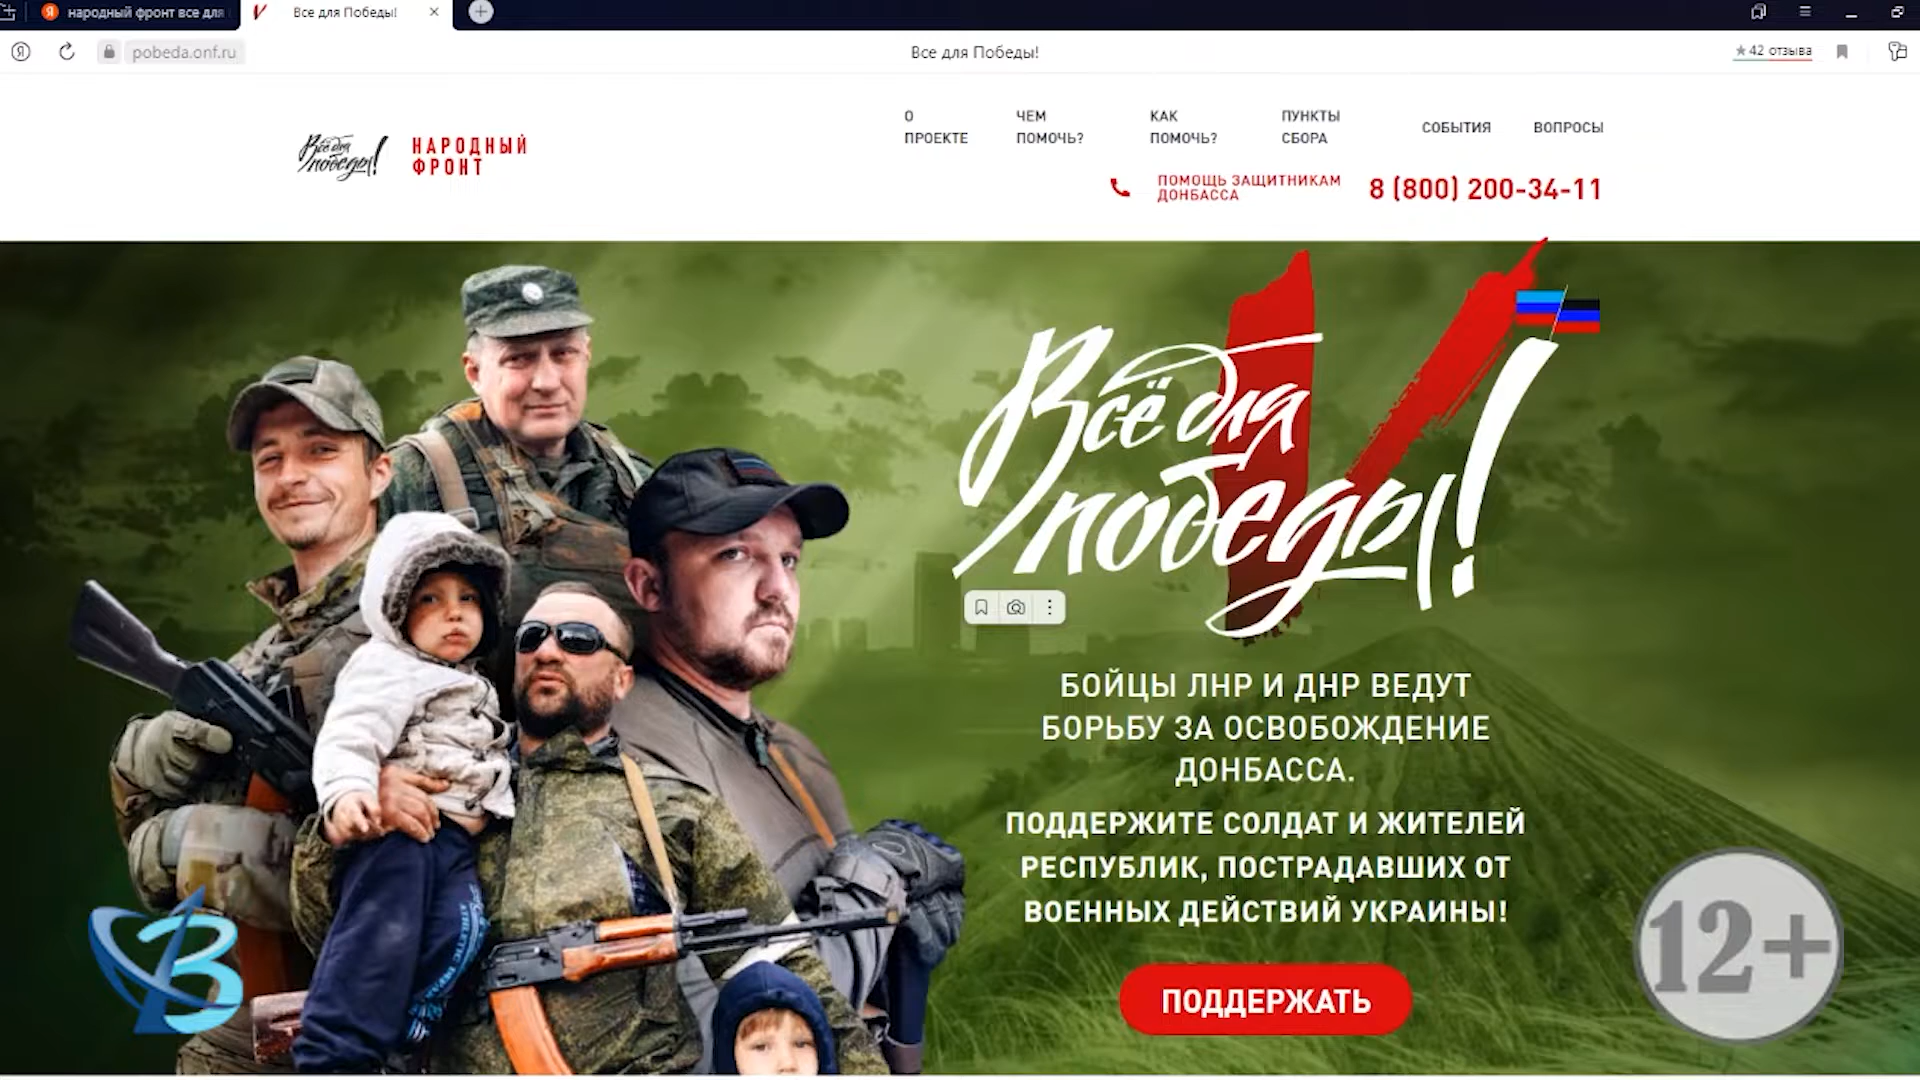 народный фронт все для
Все для Победы!
pobeda.onf.ru
Все для Победы!
42 отзыва
Всё для
победы!
НАРОДНЫЙ
ФРОНТ
О
ПРОЕКТЕ
ЧЕМ
ПОМОЧЬ?
КАК
ПОМОЧЬ?
ПУНКТЫ
СБОРА
СОБЫТИЯ
ВОПРОСЫ
ПОМОЩЬ ЗАЩИТНИКАМ
ДОНБАССА
8 (800) 200-34-11
Всё для
победы!
БОЙЦЫ ЛНР И ДНР ВЕДУТ
БОРЬБУ ЗА ОСВОБОЖДЕНИЕ
ДОНБАССА.
ПОДДЕРЖИТЕ СОЛДАТ И ЖИТЕЛЕЙ
РЕСПУБЛИК, ПОСТРАДАВШИХ ОТ
ВОЕННЫХ ДЕЙСТВИЙ УКРАИНЫ!
ПОДДЕРЖАТЬ
12+